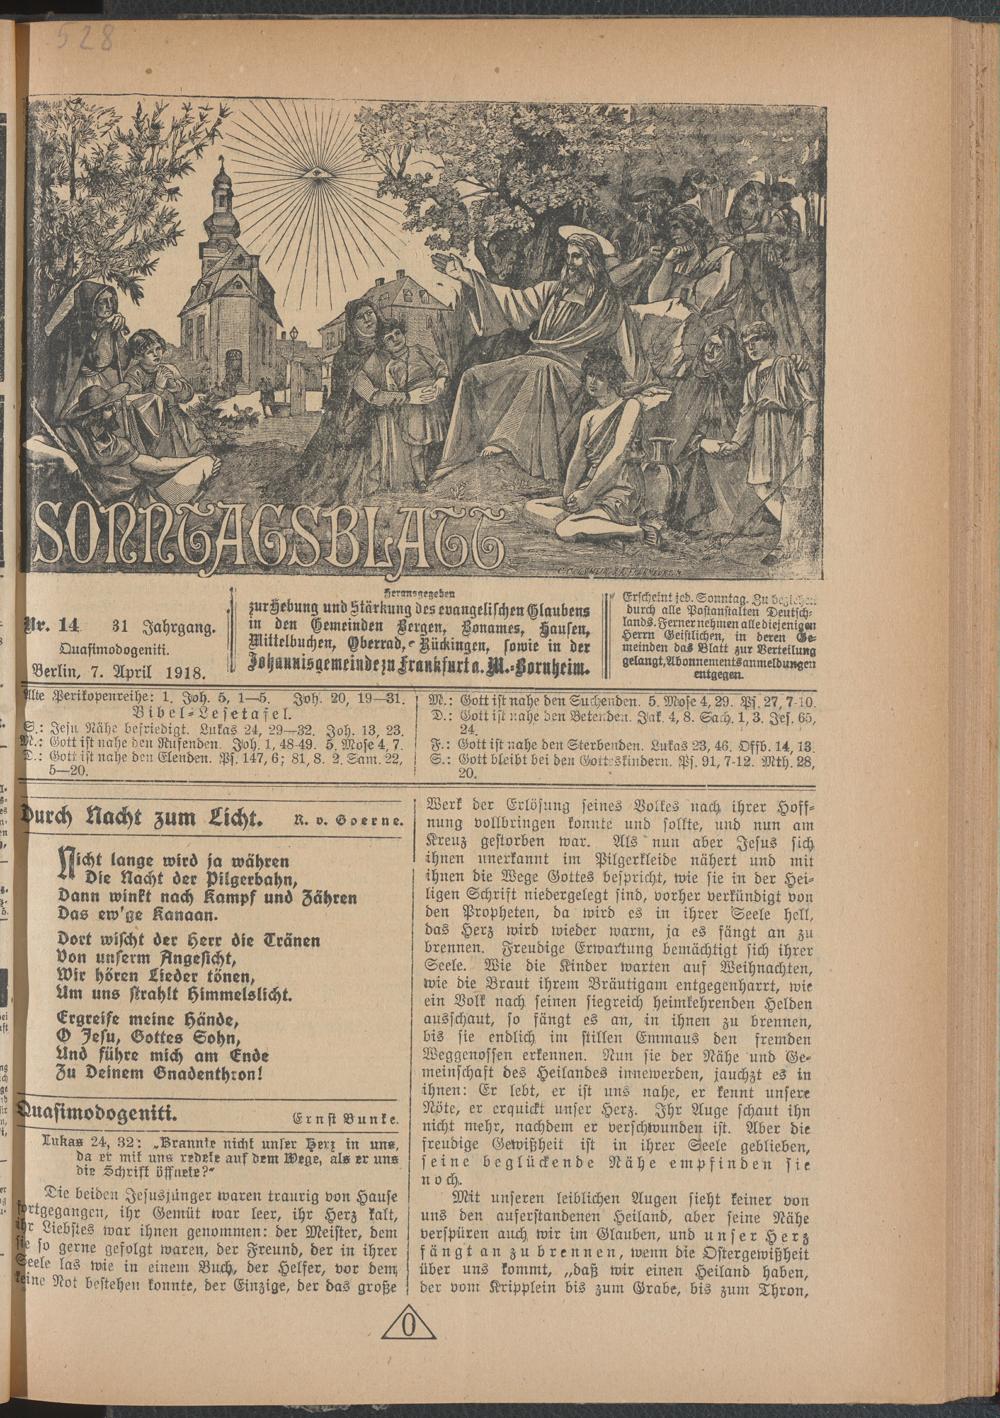 528
SONNTAGSBLATT
Nr. 14 31 Jahrgang.
Quasimodogeniti.
Berlin, 7. April 1918.
Herausgegeben
zur Hebung und Stärkung des evangelischen Glaubens
in den Gemeinden Bergen, Bonames, Hausen,
Mittelbuchen, Oberrad, Rückingen, sowie in der
Johannisgemeinde zu Frankfurt a. M.-Bornheim.
Erscheint jed. Sonntag. Zu beziehen
durch alle Postanstalten Deutsch-
lands. Ferner nehmen alle diejenigen
Herrn Geistlichen, in deren Ge-
meinden das Blatt zur Verteilung
gelangt, Abonnementsanmeldungen
entgegen.
Alte Perikopenreihe: 1. Joh. 5, 1—5. Joh. 20, 19—31.
Bibel-Lesetafel.
S.: Jesu Nähe befriedigt. Lukas 24, 29—32. Joh. 13, 23.
M.: Gott ist nahe den Rufenden. Joh. 1, 48-49. 5. Mose 4, 7.
D.: Gott ist nahe den Elenden. Ps. 147, 6; 81, 8. 2. Sam. 22,
5—20.
M.: Gott ist nahe den Suchenden. 5. Mose 4, 29. Ps. 27, 7-10.
D.: Gott ist nahe den Betenden. Jak. 4, 8. Sach. 1, 3. Jes. 65,
24.
F.: Gott ist nahe den Sterbenden. Lukas 23, 46. Offb. 14, 13.
S.: Gott bleibt bei den Gotteskindern. Ps. 91, 7-12. Mth. 28,
20.
Durch Nacht zum Licht. R. v. Goerne.
Nicht lange wird ja währen
Die Nacht der Pilgerbahn,
Dann winkt nach Kampf und Zähren
Das ew'ge Kanaan.
Dort wischt der Herr die Tränen
Von unserm Angesicht,
Wir hören Lieder tönen,
Um uns strahlt Himmelslicht.
Ergreife meine Hände,
O Jesu, Gottes Sohn,
Und führe mich am Ende
Zu Deinem Gnadenthron!
Quasimodogeniti. Ernst Bunke.
Lukas 24, 32: „Brannte nicht unser Herz in uns,
da er mit uns redete auf dem Wege, als er uns
die Schrift öffnete?“
Die beiden Jesusjünger waren traurig von Hause
fortgegangen, ihr Gemüt war leer, ihr Herz kalt,
ihr Liebstes war ihnen genommen: der Meister, dem
sie so gerne gefolgt waren, der Freund, der in ihrer
Seele las wie in einem Buch, der Helfer, vor dem
keine Not bestehen konnte, der Einzige, der das große
Werk der Erlösung seines Volkes nach ihrer Hoff-
nung vollbringen konnte und sollte, und nun am
Kreuz gestorben war. Als nun aber Jesus sich
ihnen unerkannt im Pilgerkleide nähert und mit
ihnen die Wege Gottes bespricht, wie sie in der Hei-
ligen Schrift niedergelegt sind, vorher verkündigt von
den Propheten, da wird es in ihrer Seele hell,
das Herz wird wieder warm, ja es fängt an zu
brennen. Freudige Erwartung bemächtigt sich ihrer
Seele. Wie die Kinder warten auf Weihnachten,
wie die Braut ihrem Bräutigam entgegenharrt, wie
ein Volk nach seinen siegreich heimkehrenden Helden
ausschaut, so fängt es an, in ihnen zu brennen,
bis sie endlich im stillen Emmaus den fremden
Weggenossen erkennen. Nun sie der Nähe und Ge-
meinschaft des Heilandes innewerden, jauchzt es in
ihnen: Er lebt, er ist uns nahe, er kennt unsere
Nöte, er erquickt unser Herz. Ihr Auge schaut ihn
nicht mehr, nachdem er verschwunden ist. Aber die
freudige Gewißheit ist in ihrer Seele geblieben,
seine beglückende Nähe empfinden sie
noch.
Mit unseren leiblichen Augen sieht keiner von
uns den auferstandenen Heiland, aber seine Nähe
verspüren auch wir im Glauben, und unser Herz
fängt an zu brennen, wenn die Ostergewißheit
über uns kommt, „daß wir einen Heiland haben,
der vom Kripplein bis zum Grabe, bis zum Thron,
0